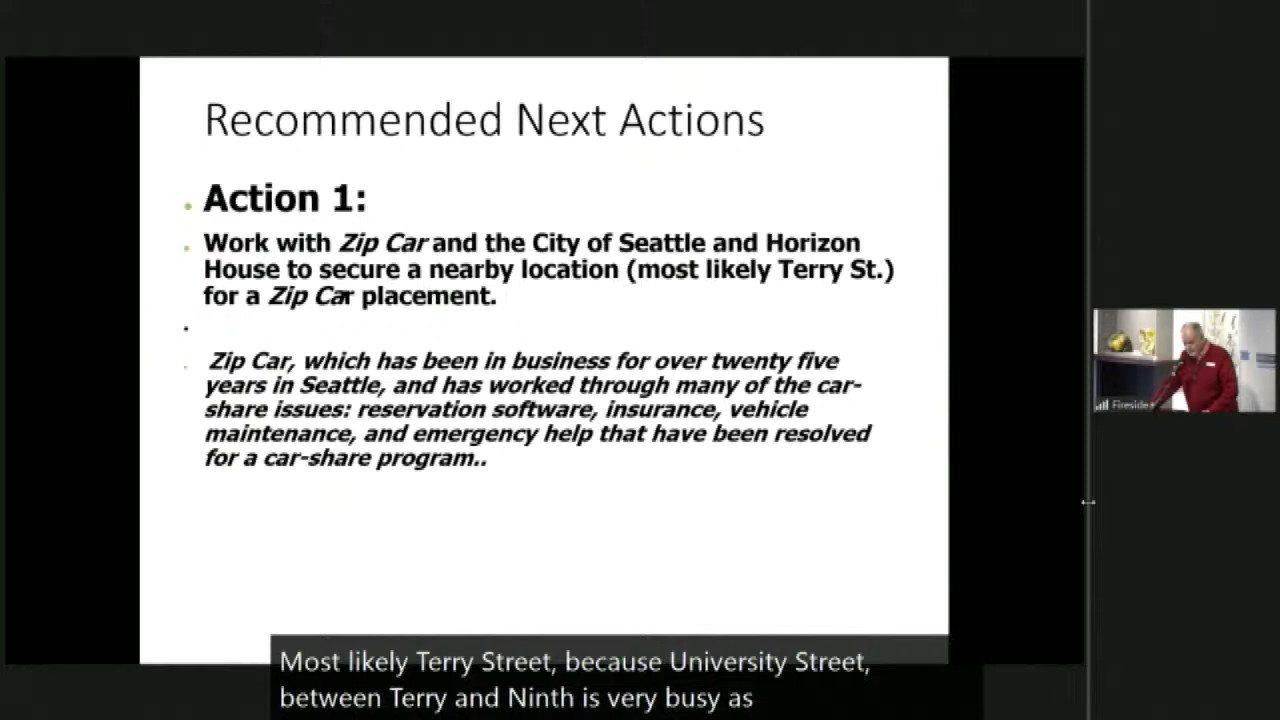 Recommended Next Actions
Action 1:
Work with Zip Car and the City of Seattle and Horizon
House to secure a nearby location (most likely Terry St.)
for a Zip Car placement.
Zip Car, which has been in business for over twenty five
years in Seattle, and has worked through many of the car-
share issues: reservation software, insurance, vehicle
maintenance, and emergency help that have been resolved
for a car-share program..
Fireside
Most likely Terry Street, because University Street,
between Terry and Ninth is very busy as